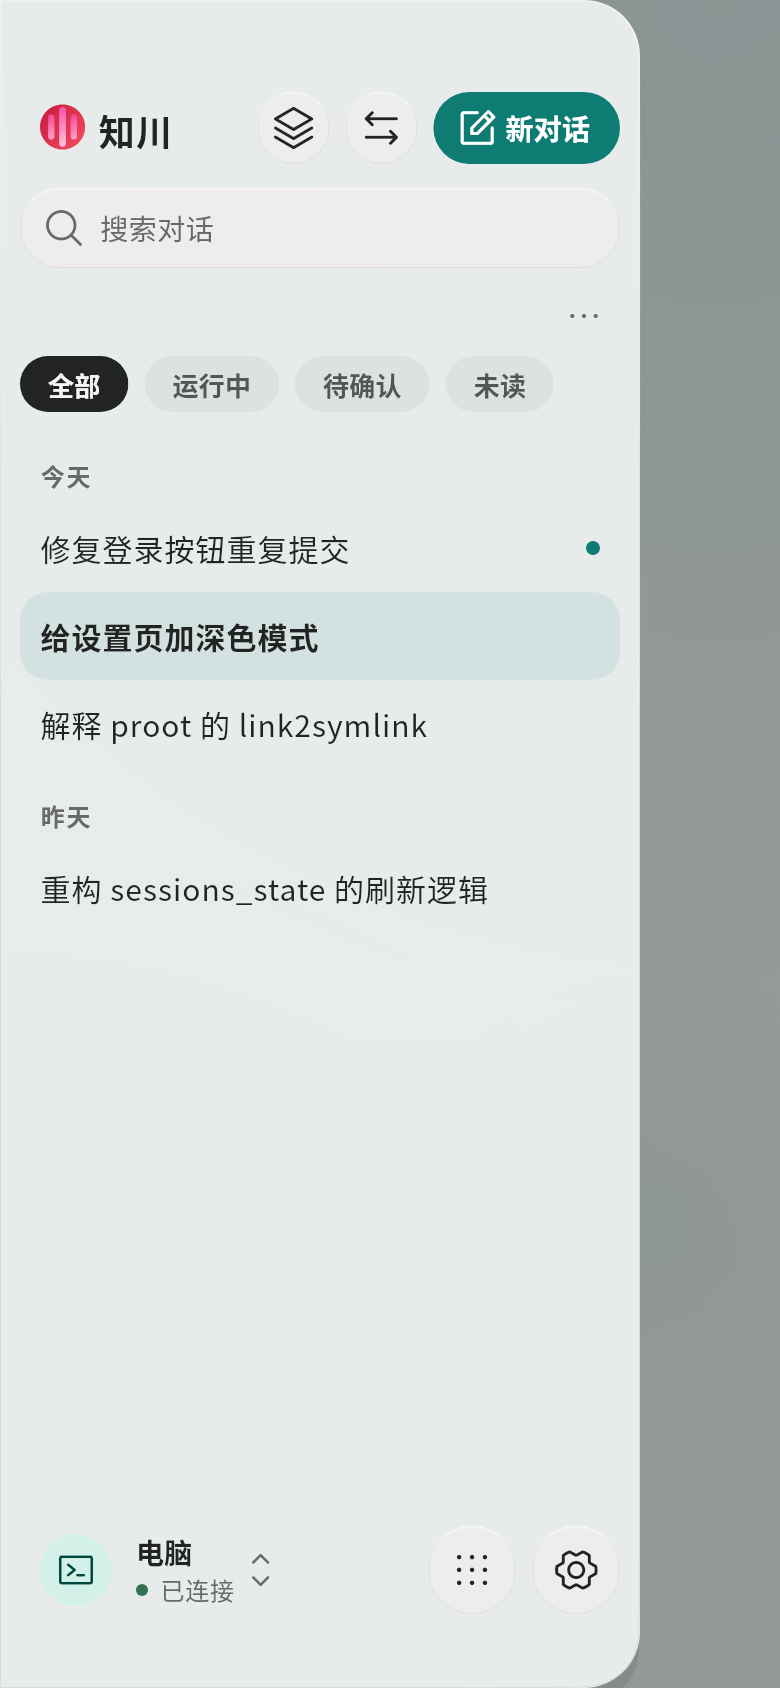 知川
新对话
搜索对话
全部 运行中 待确认 未读
今天
修复登录按钮重复提交
给设置页加深色模式
解释 proot 的 link2symlink
昨天
重构 sessions_state 的刷新逻辑
电脑
已连接